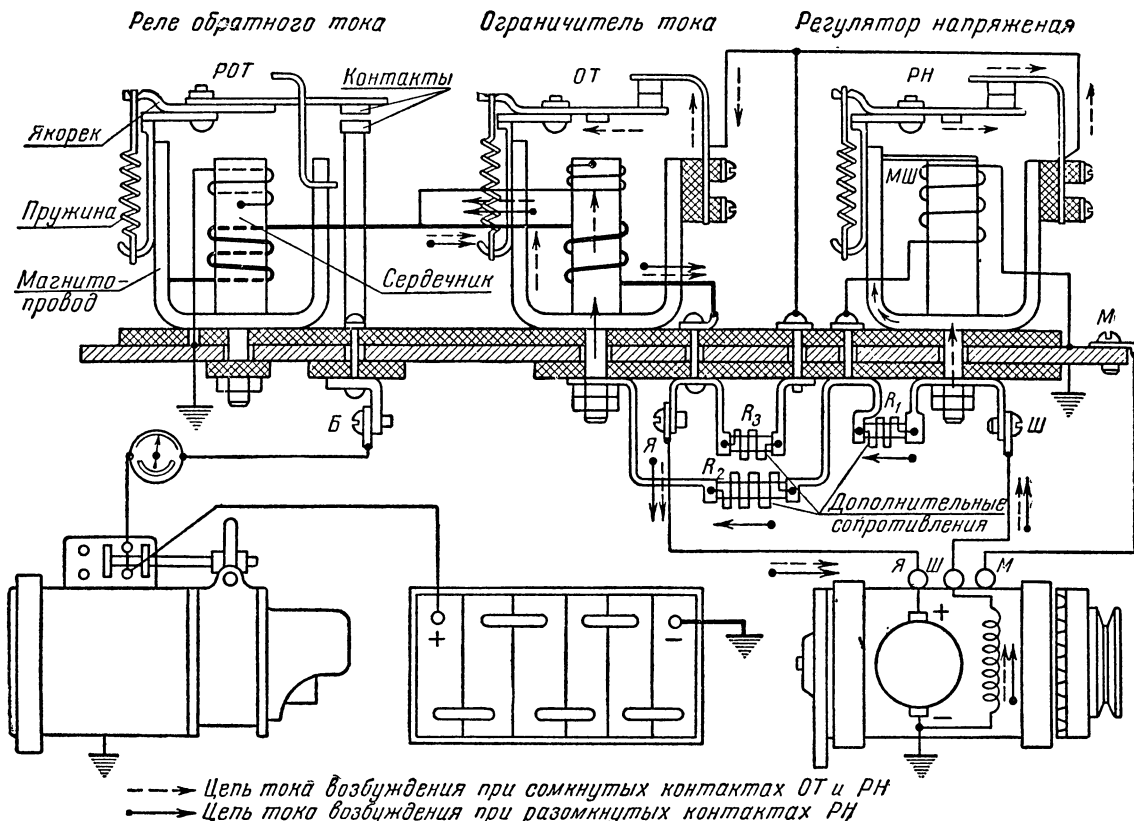 Реле обратного тока
Ограничитель тока
Регулятор напряженая
РОТ
Контакты
ОТ
РН
Якорек
Пружина
Магнито-
провод
Сердечник
МШ
М
Б
Я
R3
R1
Ш
R2
Дополнительные
сопротивления
Я Ш М
+
−
+
−
Цепь тока возбуждения при сомкнутых контактах ОТ и РН
Цепь тока возбуждения при разомкнутых контактах РН